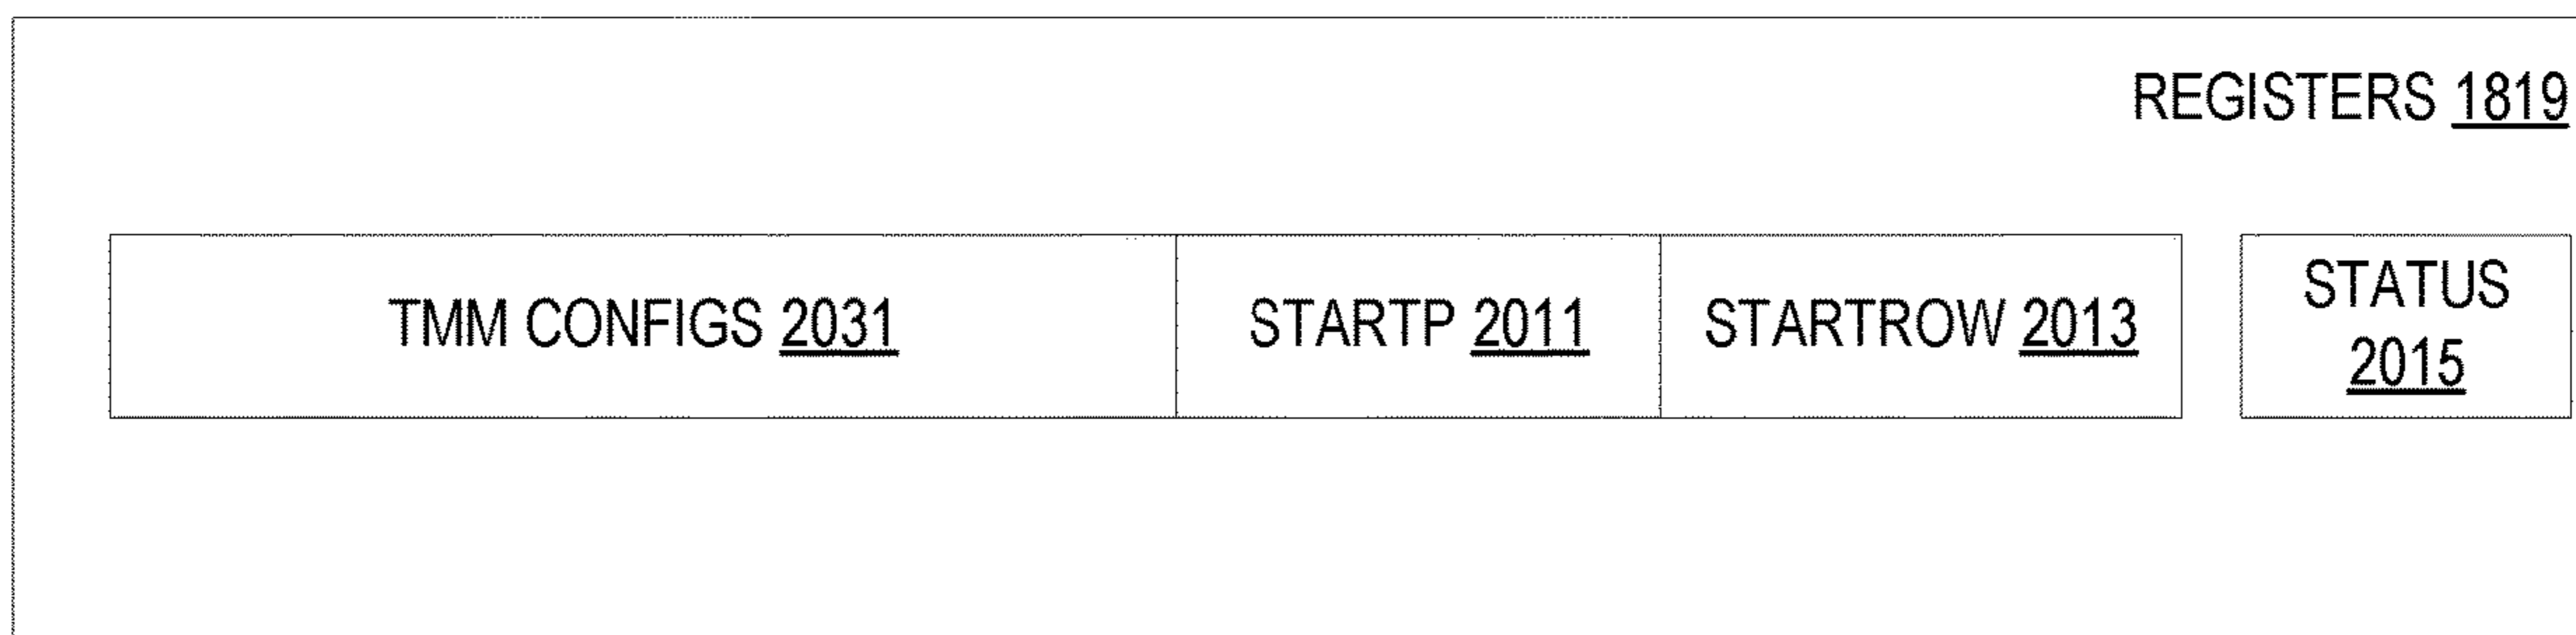 REGISTERS 1819
TMM CONFIGS 2031
STARTP 2011
STARTROW 2013
STATUS
2015